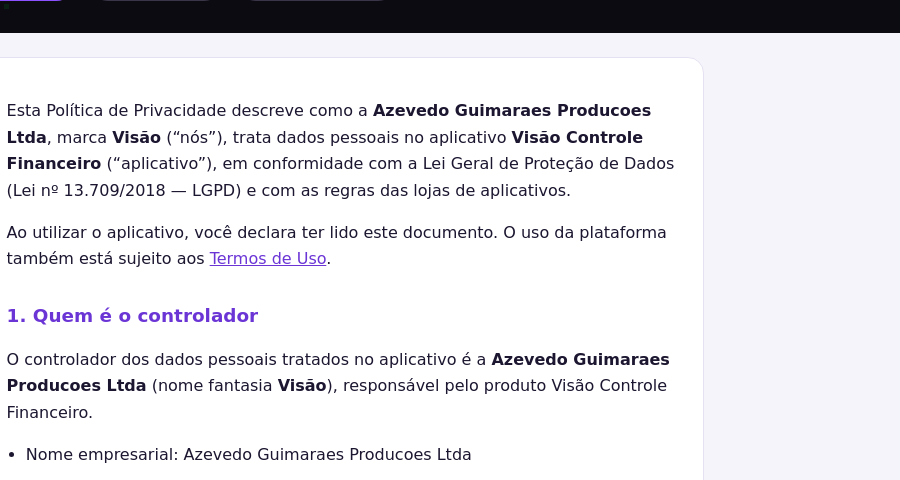 Esta Política de Privacidade descreve como a Azevedo Guimaraes Producoes
Ltda, marca Visão (“nós”), trata dados pessoais no aplicativo Visão Controle
Financeiro (“aplicativo”), em conformidade com a Lei Geral de Proteção de Dados
(Lei nº 13.709/2018 — LGPD) e com as regras das lojas de aplicativos.
Ao utilizar o aplicativo, você declara ter lido este documento. O uso da plataforma
também está sujeito aos Termos de Uso.
1. Quem é o controlador
O controlador dos dados pessoais tratados no aplicativo é a Azevedo Guimaraes
Producoes Ltda (nome fantasia Visão), responsável pelo produto Visão Controle
Financeiro.
• Nome empresarial: Azevedo Guimaraes Producoes Ltda